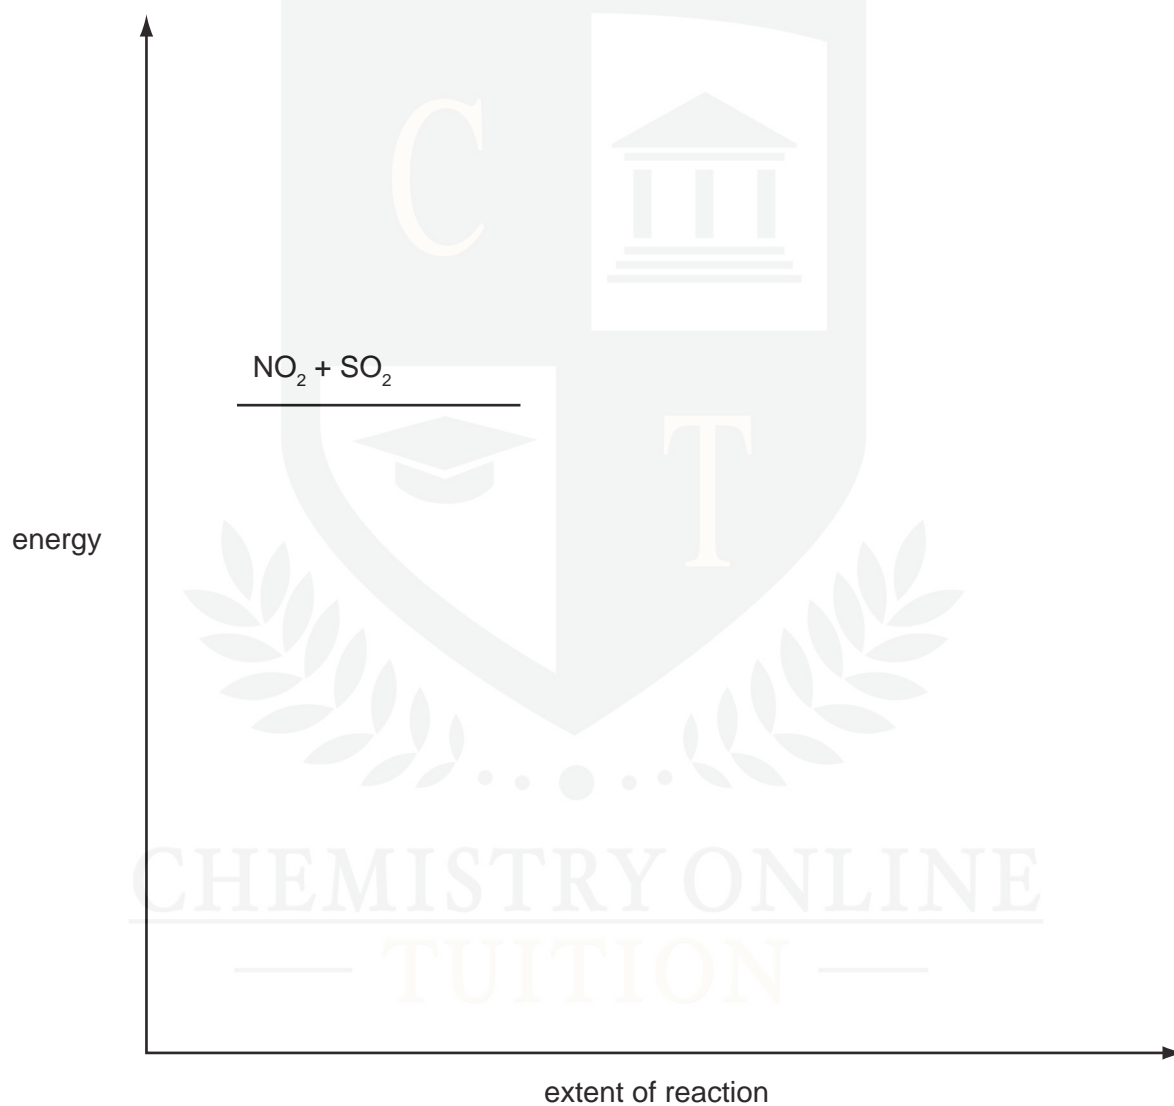 C
NO₂ + SO₂
T
energy
CHEMISTRY ONLINE
TUITION
extent of reaction